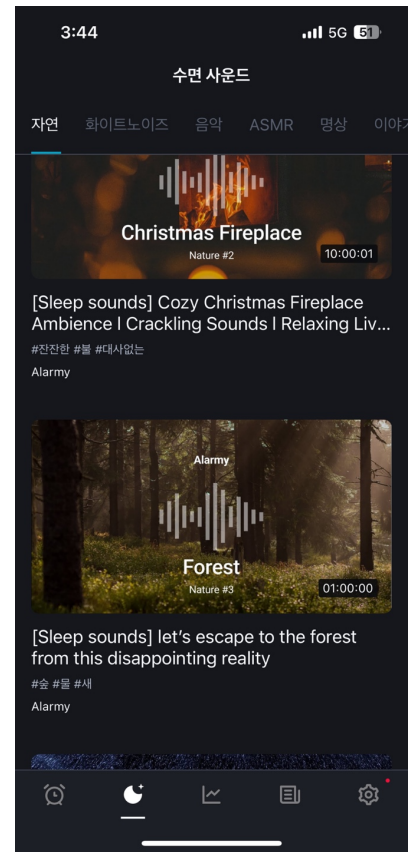 3:44
5G 51
수면 사운드
자연 화이트노이즈 음악 ASMR 명상
Christmas Fireplace
Nature #2
10:00:01
[Sleep sounds] Cozy Christmas Fireplace
Ambience l Crackling Sounds l Relaxing Liv...
#잔잔한 #불 #대사없는
Alarmy
Alarmy
Forest
Nature #3
01:00:00
[Sleep sounds] let's escape to the forest
from this disappointing reality
#숲 #물 #새
Alarmy